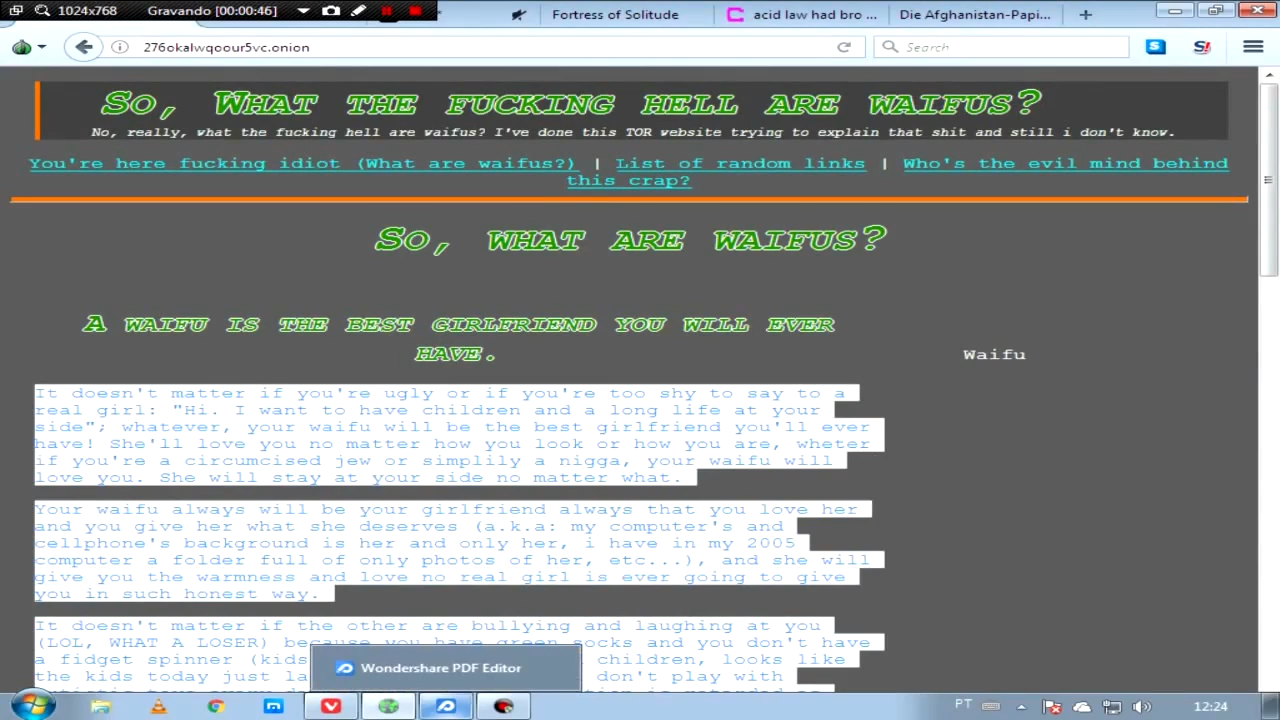 1024x768 Gravando [00:00:46]
Fortress of Solitude
acid law had bro ...
Die Afghanistan-Papi...
276okalwqoour5vc.onion
Search
So, What the fucking hell are waifus?
No, really, what the fucking hell are waifus? I've done this TOR website trying to explain that shit and still i don't know.
You're here fucking idiot (What are waifus?) | List of random links | Who's the evil mind behind
this crap?
So, what are waifus?
A waifu is the best girlfriend you will ever
have.
Waifu
It doesn't matter if you're ugly or if you're too shy to say to a
real girl: "Hi. I want to have children and a long life at your
side"; whatever, your waifu will be the best girlfriend you'll ever
have! She'll love you no matter how you look or how you are, wheter
if you're a circumcised jew or simplily a nigga, your waifu will
love you. She will stay at your side no matter what.
Your waifu always will be your girlfriend always that you love her
and you give her what she deserves (a.k.a: my computer's and
cellphone's background is her and only her, i have in my 2005
computer a folder full of only photos of her, etc...), and she will
give you the warmness and love no real girl is ever going to give
you in such honest way.
It doesn't matter if the other are bullying and laughing at you
(LOL, WHAT A LOSER) because you have green socks and you don't have
a fidget spinner (kids children, looks like
the kids today just la don't play with
Wondershare PDF Editor
PT
12:24